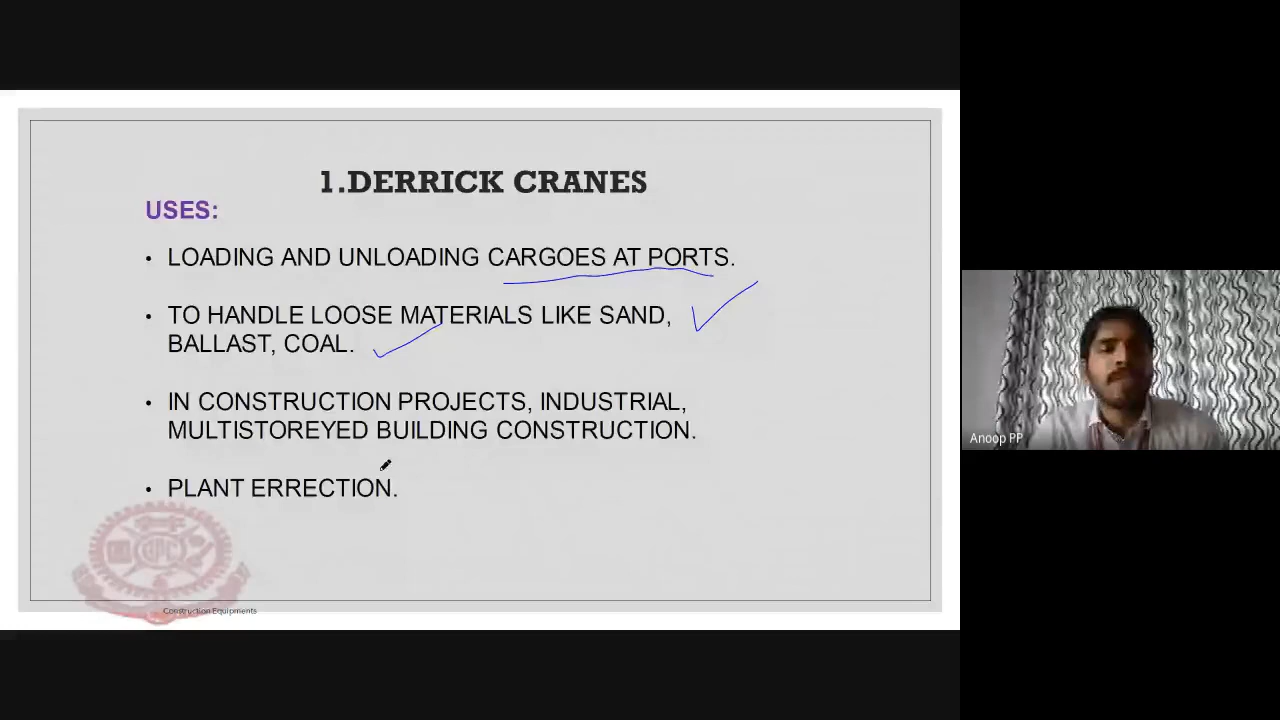 1.DERRICK CRANES
USES:
• LOADING AND UNLOADING CARGOES AT PORTS.
• TO HANDLE LOOSE MATERIALS LIKE SAND,
BALLAST, COAL.
• IN CONSTRUCTION PROJECTS, INDUSTRIAL,
MULTISTOREYED BUILDING CONSTRUCTION.
• PLANT ERRECTION.
Construction Equipments
Anoop PP